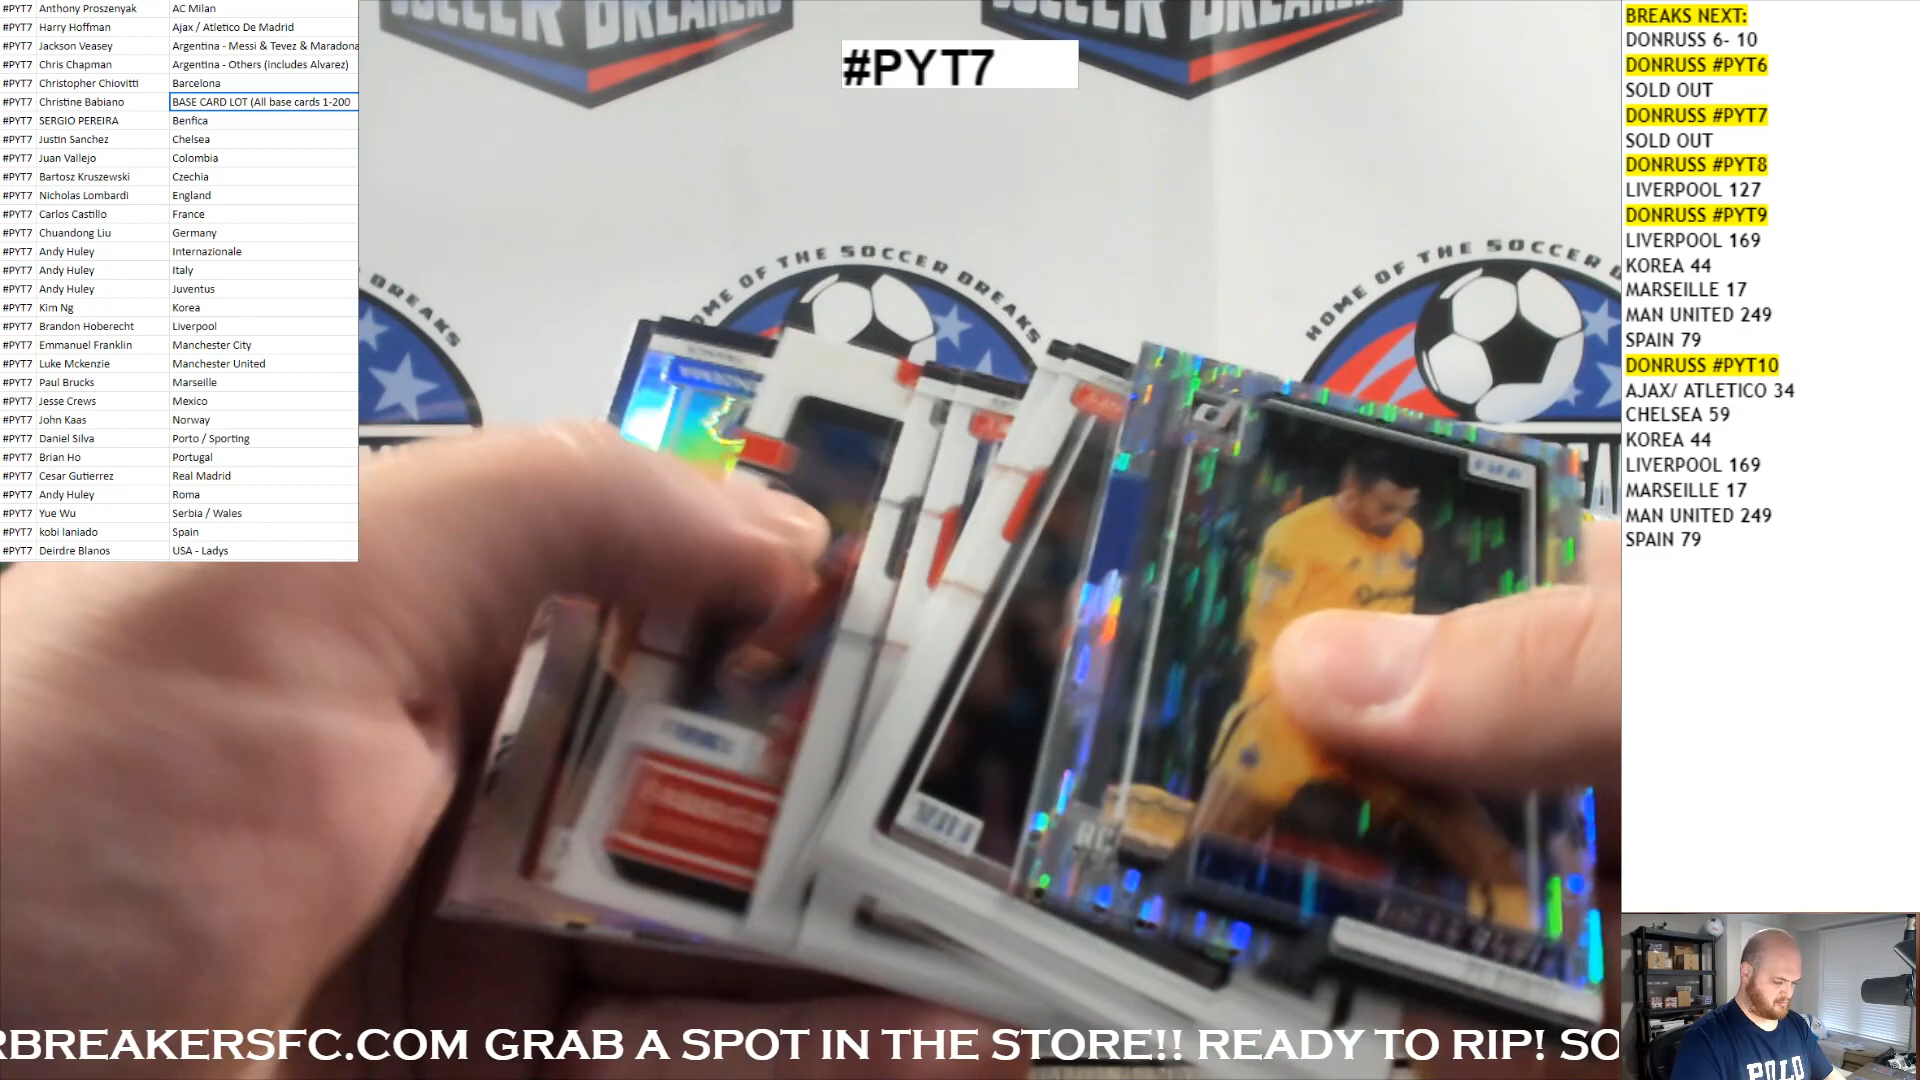 #PYT7 Anthony Proszenyak AC Milan
#PYT7 Harry Hoffman Ajax / Atletico De Madrid
#PYT7 Jackson Veasey Argentina - Messi & Tevez & Maradona
#PYT7 Chris Chapman Argentina - Others (includes Alvarez)
#PYT7 Christopher Chiovitti Barcelona
#PYT7 Christine Babiano BASE CARD LOT (All base cards 1-200
#PYT7 SERGIO PEREIRA Benfica
#PYT7 Justin Sanchez Chelsea
#PYT7 Juan Vallejo Colombia
#PYT7 Bartosz Kruszewski Czechia
#PYT7 Nicholas Lombardi England
#PYT7 Carlos Castillo France
#PYT7 Chuandong Liu Germany
#PYT7 Andy Huley Internazionale
#PYT7 Andy Huley Italy
#PYT7 Andy Huley Juventus
#PYT7 Kim Ng Korea
#PYT7 Brandon Hoberecht Liverpool
#PYT7 Emmanuel Franklin Manchester City
#PYT7 Luke Mckenzie Manchester United
#PYT7 Paul Brucks Marseille
#PYT7 Jesse Crews Mexico
#PYT7 John Kaas Norway
#PYT7 Daniel Silva Porto / Sporting
#PYT7 Brian Ho Portugal
#PYT7 Cesar Gutierrez Real Madrid
#PYT7 Andy Huley Roma
#PYT7 Yue Wu Serbia / Wales
#PYT7 kobi laniado Spain
#PYT7 Deirdre Blanos USA - Ladys
SOCCER BREAKERS
SOCCER BREAKERS
#PYT7
BREAKS
HOME OF THE SOCCER BREAKS
HOME OF THE SOCCER
BREAKS NEXT:
DONRUSS 6- 10
DONRUSS #PYT6
SOLD OUT
DONRUSS #PYT7
SOLD OUT
DONRUSS #PYT8
LIVERPOOL 127
DONRUSS #PYT9
LIVERPOOL 169
KOREA 44
MARSEILLE 17
MAN UNITED 249
SPAIN 79
DONRUSS #PYT10
AJAX/ ATLETICO 34
CHELSEA 59
KOREA 44
LIVERPOOL 169
MARSEILLE 17
MAN UNITED 249
SPAIN 79
RBREAKERSFC.COM GRAB A SPOT IN THE STORE!! READY TO RIP! SO
POLO